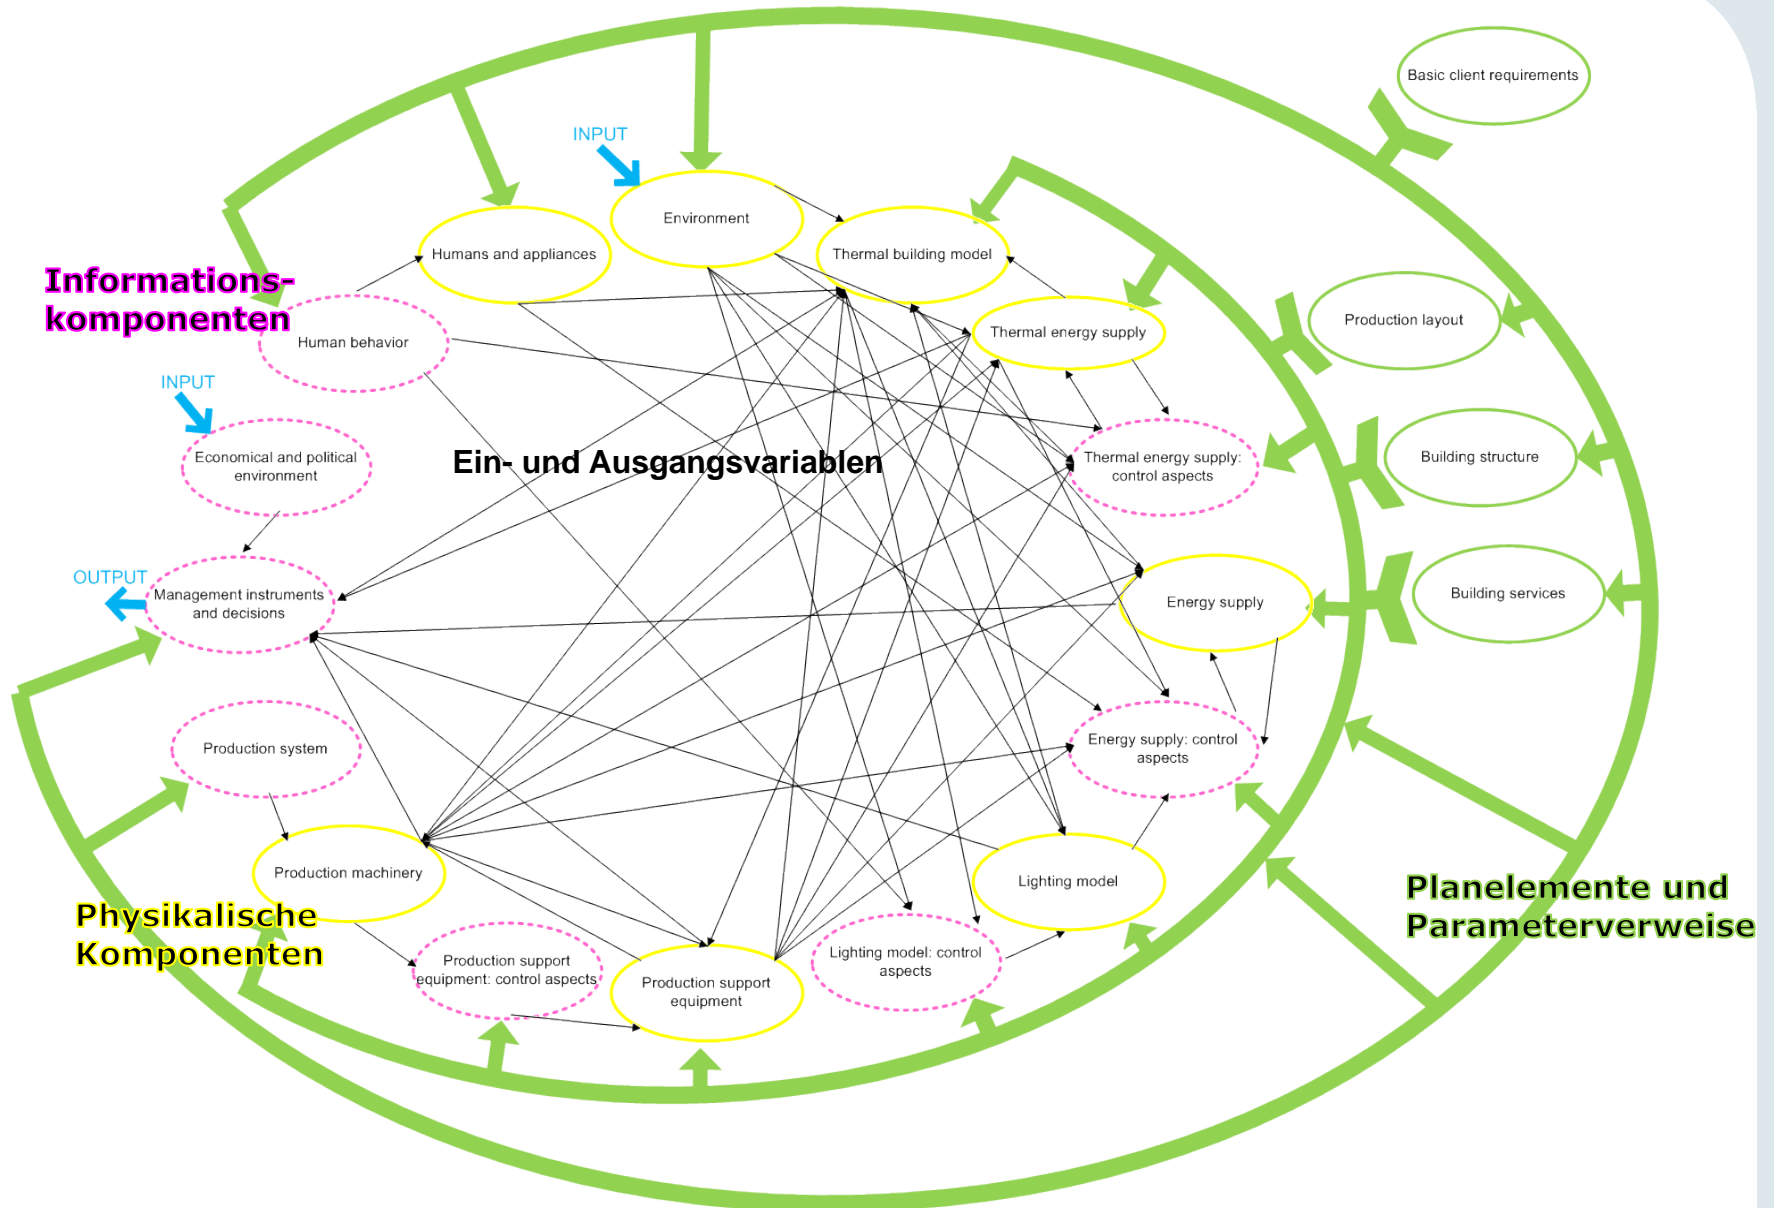 Basic client requirements
INPUT
Environment
Humans and appliances
Thermal building model
Informations-
komponenten
Human behavior
Thermal energy supply
Production layout
INPUT
Economical and political
environment
Ein- und Ausgangsvariablen
Thermal energy supply:
control aspects
Building structure
OUTPUT
Management instruments
and decisions
Energy supply
Building services
Production system
Energy supply: control
aspects
Production machinery
Lighting model
Physikalische
Komponenten
Planelemente und
Parameterverweise
Production support
equipment: control aspects
Production support
equipment
Lighting model: control
aspects